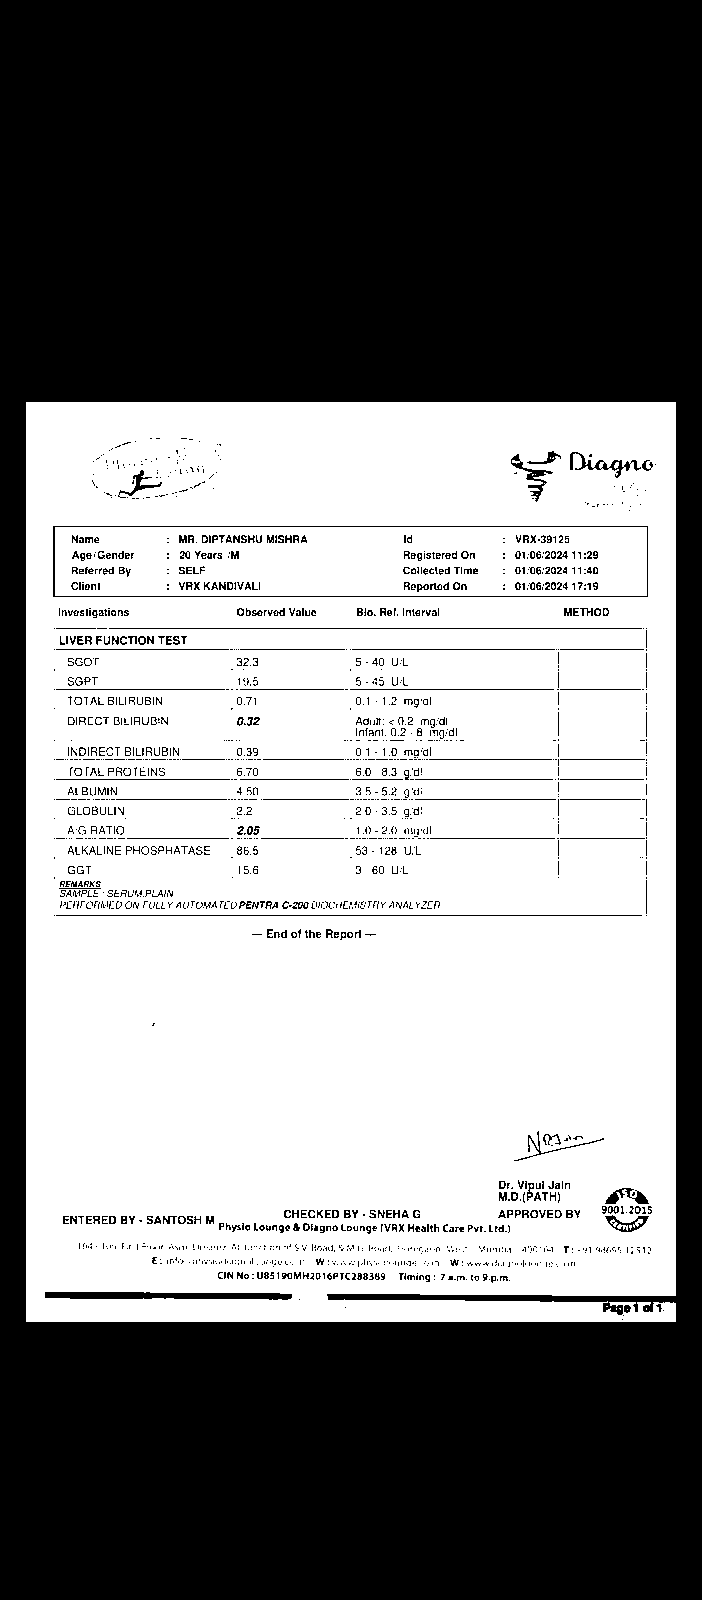 Diagno
Name : MR. DIPTANSHU MISHRA Id : VRX-39125
Age/Gender : 20 Years /M Registered On : 01/06/2024 11:29
Referred By : SELF Collected Time : 01/06/2024 11:40
Client : VRX KANDIVALI Reported On : 01/06/2024 17:19
Investigations Observed Value Bio. Ref. Interval METHOD
LIVER FUNCTION TEST
SGOT 32.3 5 - 40 U/L
SGPT 19.5 5 - 45 U/L
TOTAL BILIRUBIN 0.71 0.1 - 1.2 mg/dl
DIRECT BILIRUBIN 0.32 Adult: < 0.2 mg/dl
Infant: 0.2 - 8 mg/dl
INDIRECT BILIRUBIN 0.39 0.1 - 1.0 mg/dl
TOTAL PROTEINS 6.70 6.0 - 8.3 g/dl
ALBUMIN 4.50 3.5 - 5.2 g/dl
GLOBULIN 2.2 2.0 - 3.5 g/dl
A/G RATIO 2.05 1.0 - 2.0 mg/dl
ALKALINE PHOSPHATASE 86.5 53 - 128 U/L
GGT 15.6 3 - 60 U/L
REMARKS
SAMPLE : SERUM,PLAIN
PERFORMED ON FULLY AUTOMATED PENTRA C-200 BIOCHEMISTRY ANALYZER
--- End of the Report ---
Dr. Vipul Jain
M.D.(PATH)
ENTERED BY - SANTOSH M CHECKED BY - SNEHA G APPROVED BY
ISO
9001:2015
CERTIFIED
Physio Lounge & Diagno Lounge (VRX Health Care Pvt. Ltd.)
CIN No : U85190MH2016PTC288389 Timing : 7 a.m. to 9 p.m.
Page 1 of 1